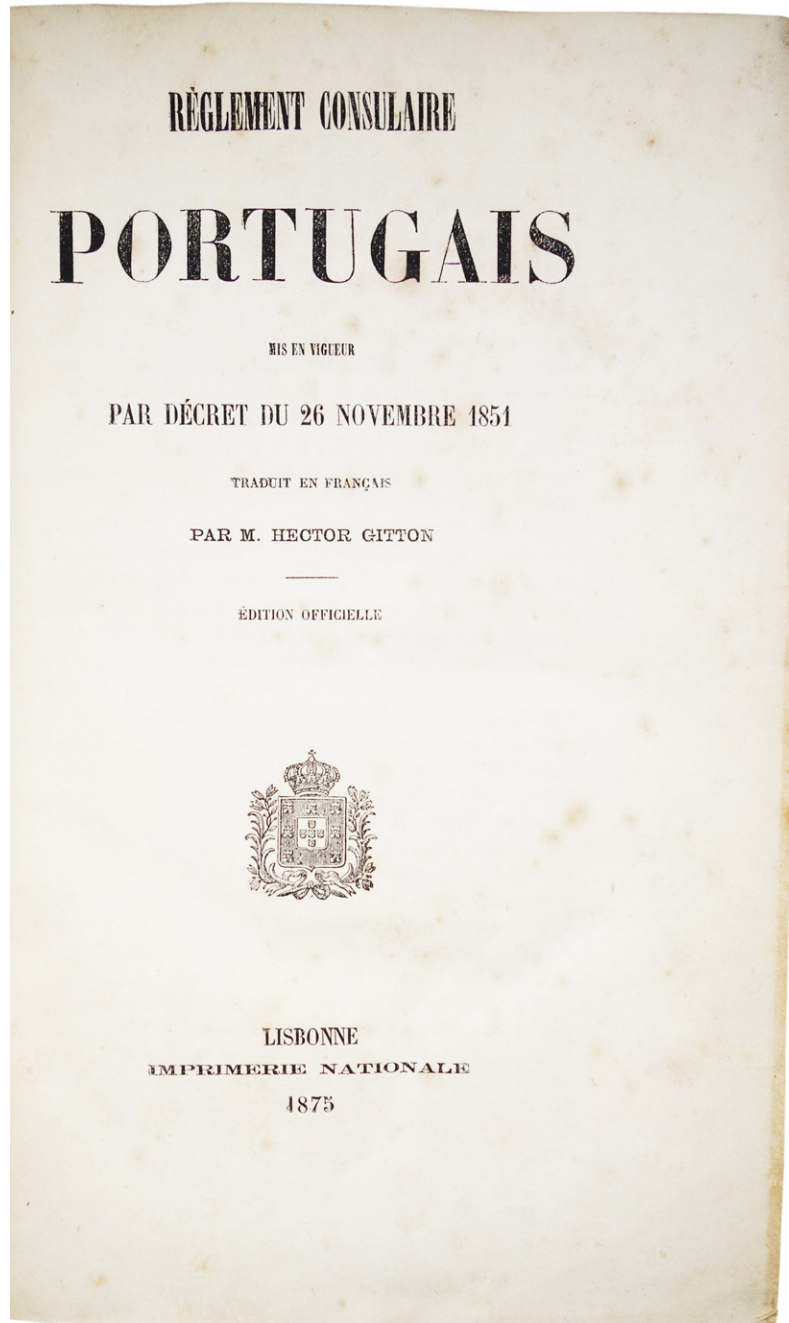 RÈGLEMENT CONSULAIRE
PORTUGAIS
MIS EN VIGUEUR
PAR DÉCRET DU 26 NOVEMBRE 1851
TRADUIT EN FRANÇAIS
PAR M. HECTOR GITTON
ÉDITION OFFICIELLE
LISBONNE
IMPRIMERIE NATIONALE
1875